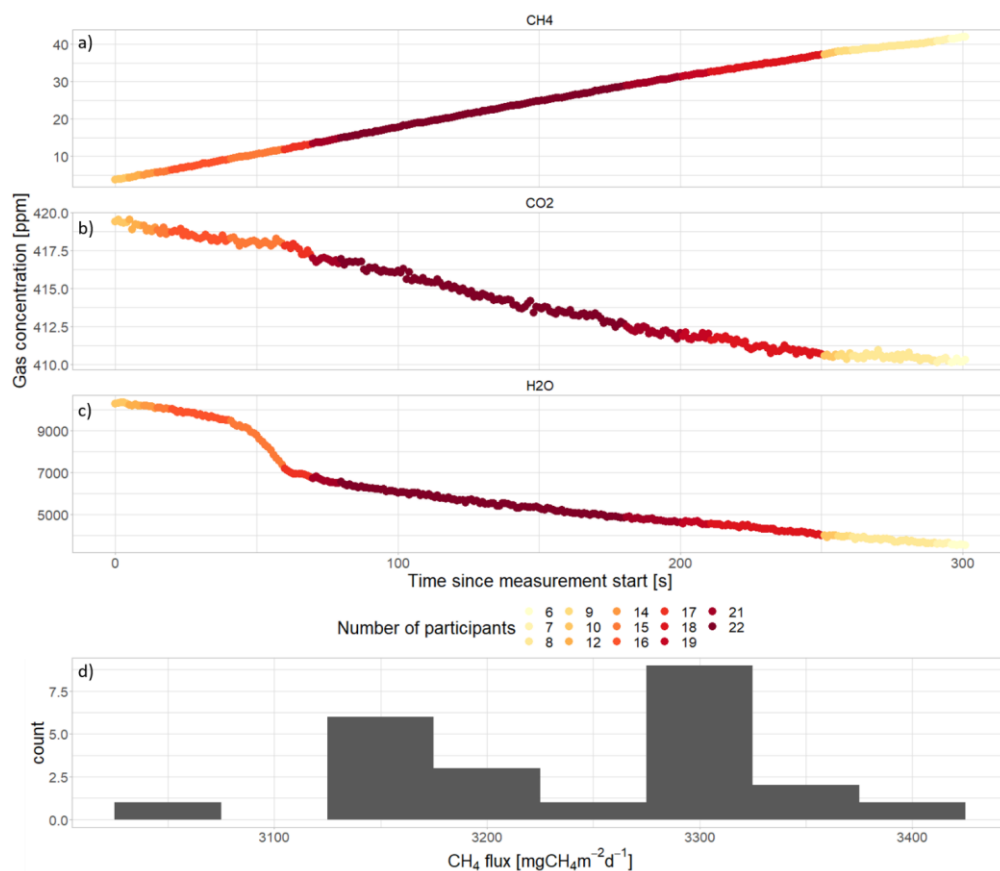 CH4
a)
40
30
20
10
CO2
b)
420.0
417.5
415.0
412.5
410.0
Gas concentration [ppm]
H2O
c)
9000
7000
5000
0 100 200 300
Time since measurement start [s]
Number of participants
6 9 14 17 21
7 10 15 18 22
8 12 16 19
d)
7.5
5.0
2.5
0.0
count
3100 3200 3300 3400
CH₄ flux [mgCH₄m⁻²d⁻¹]